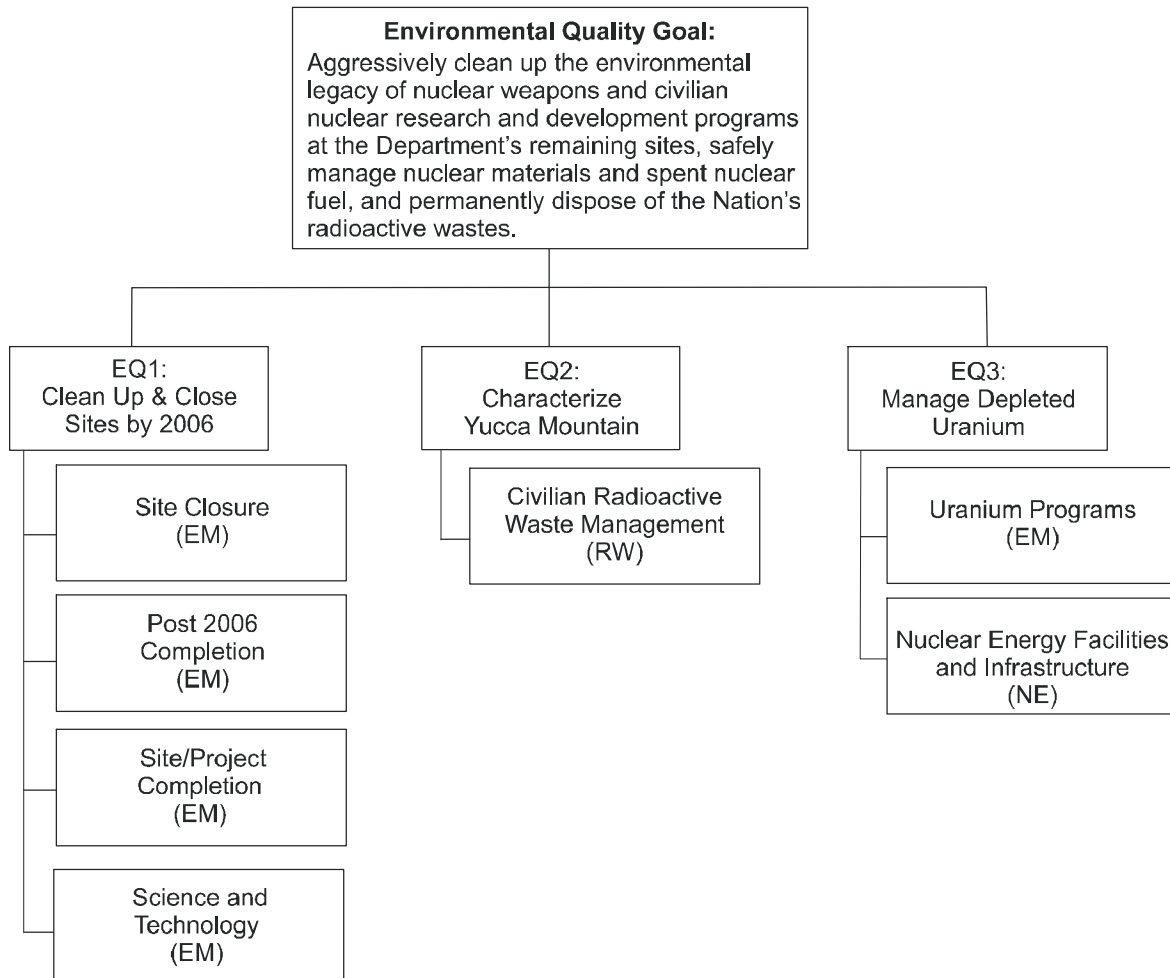 Environmental Quality Goal:
Aggressively clean up the environmental
legacy of nuclear weapons and civilian
nuclear research and development programs
at the Department's remaining sites, safely
manage nuclear materials and spent nuclear
fuel, and permanently dispose of the Nation's
radioactive wastes.
EQ1:
Clean Up & Close
Sites by 2006
Site Closure
(EM)
Post 2006
Completion
(EM)
Site/Project
Completion
(EM)
Science and
Technology
(EM)
EQ2:
Characterize
Yucca Mountain
Civilian Radioactive
Waste Management
(RW)
EQ3:
Manage Depleted
Uranium
Uranium Programs
(EM)
Nuclear Energy Facilities
and Infrastructure
(NE)